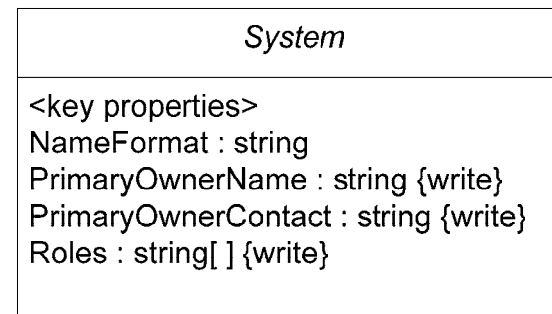 System
<key properties>
NameFormat : string
PrimaryOwnerName : string {write}
PrimaryOwnerContact : string {write}
Roles : string[ ] {write}